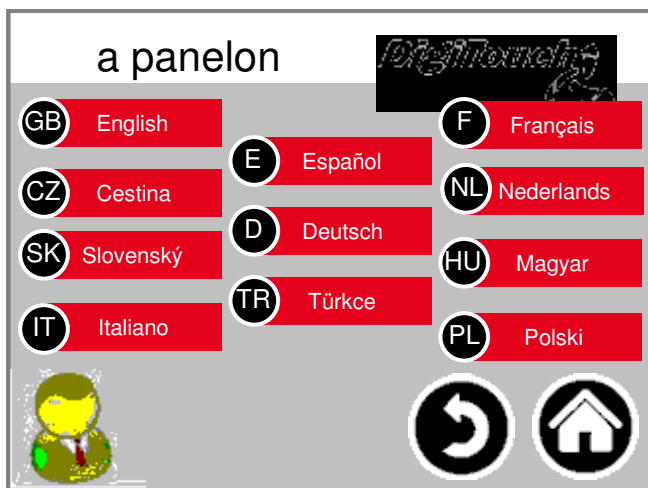 a panelon
DigiTouch
GB English
CZ Cestina
SK Slovenský
IT Italiano
E Español
D Deutsch
TR Türkce
F Français
NL Nederlands
HU Magyar
PL Polski